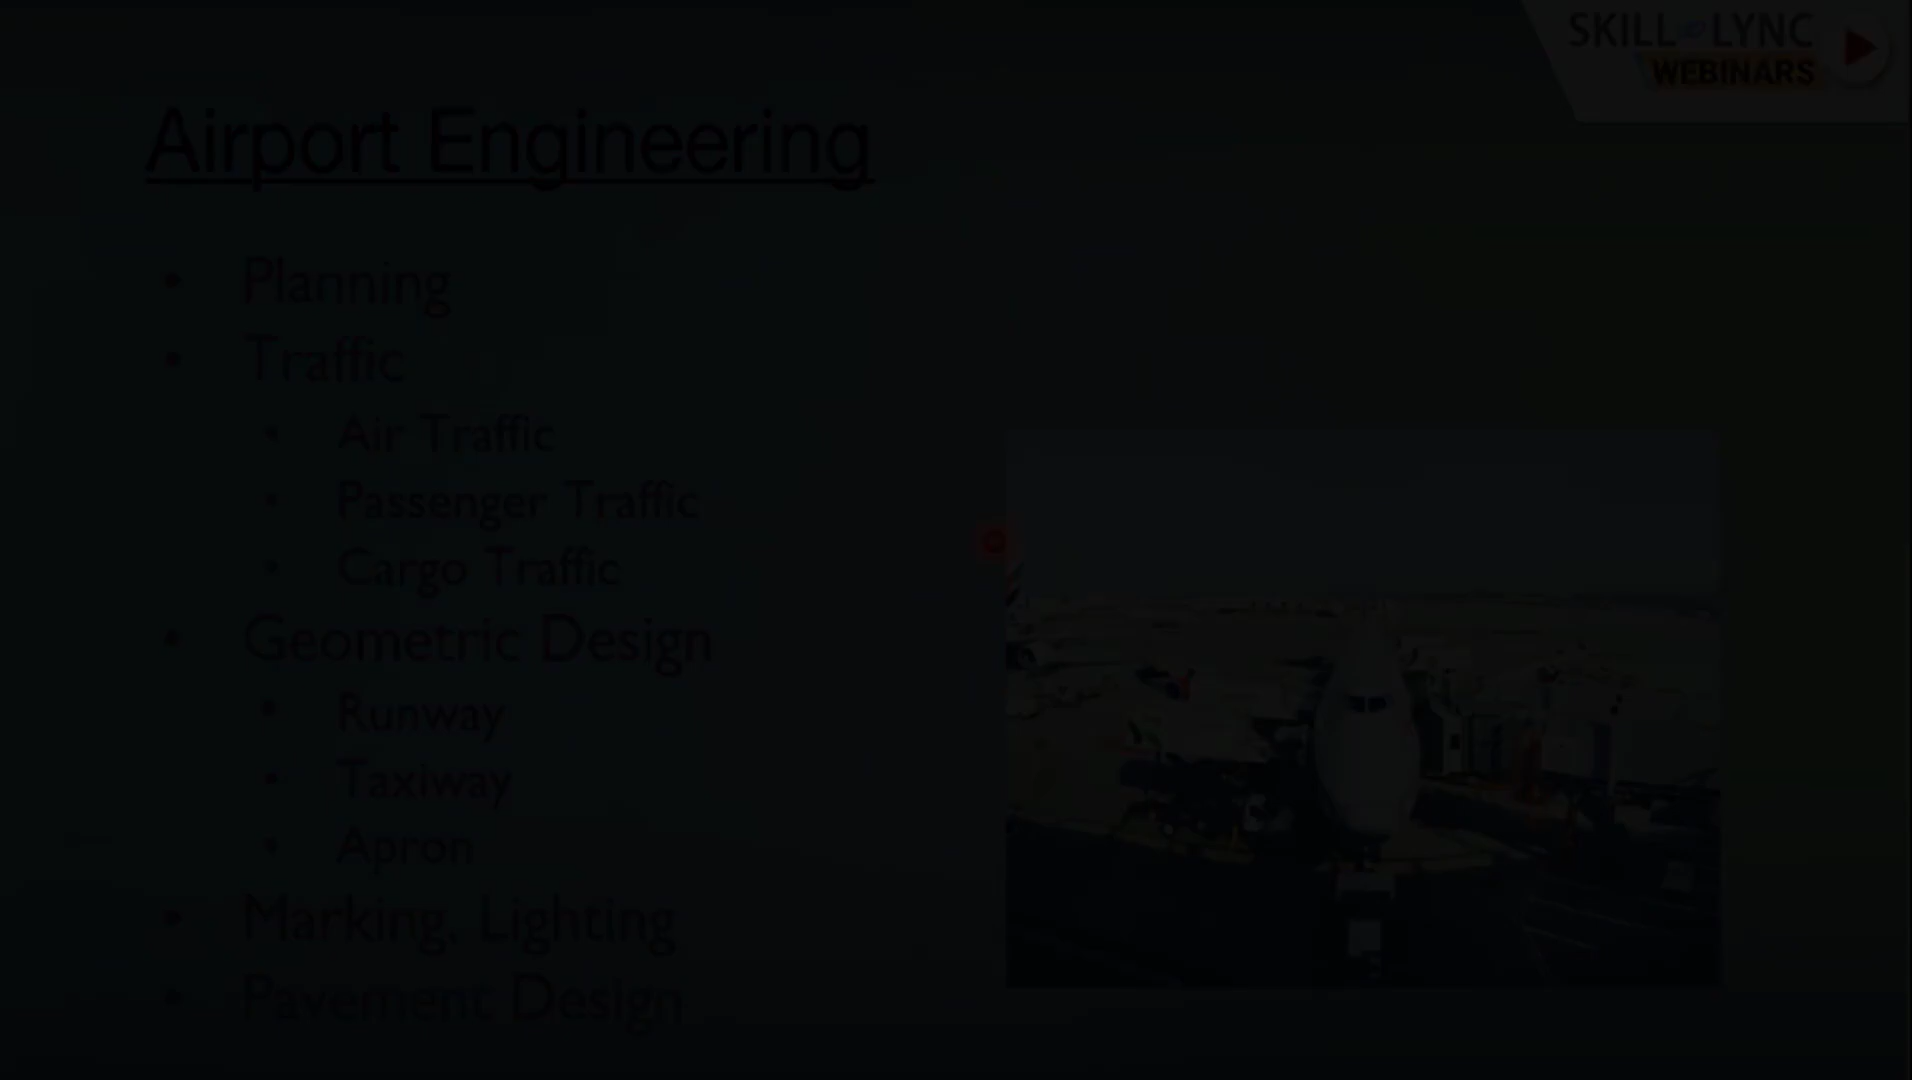 SKILL LYNC
WEBINARS
Airport Engineering
• Planning
• Traffic
• Air Traffic
• Passenger Traffic
• Cargo Traffic
• Geometric Design
• Runway
• Taxiway
• Apron
• Marking, Lighting
• Pavement Design